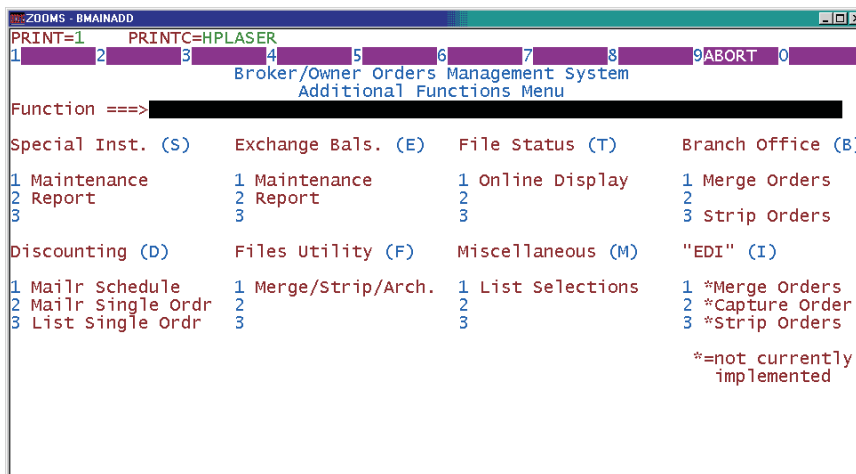 ZOOMS - BMAINADD
PRINT=1 PRINTC=HPLASER
1 2 3 4 5 6 7 8 9ABORT 0
Broker/Owner Orders Management System
Additional Functions Menu
Function ===>
Special Inst. (S) Exchange Bals. (E) File Status (T) Branch Office (B)
1 Maintenance 1 Maintenance 1 Online Display 1 Merge Orders
2 Report 2 Report 2 2
3 3 3 3 Strip Orders
Discounting (D) Files Utility (F) Miscellaneous (M) "EDI" (I)
1 Mailr Schedule 1 Merge/Strip/Arch. 1 List Selections 1 *Merge Orders
2 Mailr Single Ordr 2 2 2 *Capture Order
3 List Single Ordr 3 3 3 *Strip Orders
*=not currently
implemented